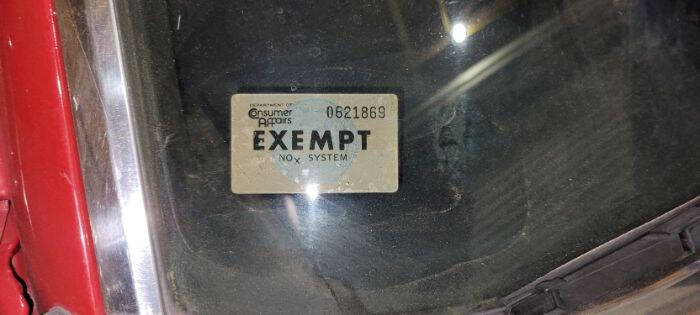 DEPARTMENT OF
Consumer
Affairs
0621869
EXEMPT
NOx SYSTEM